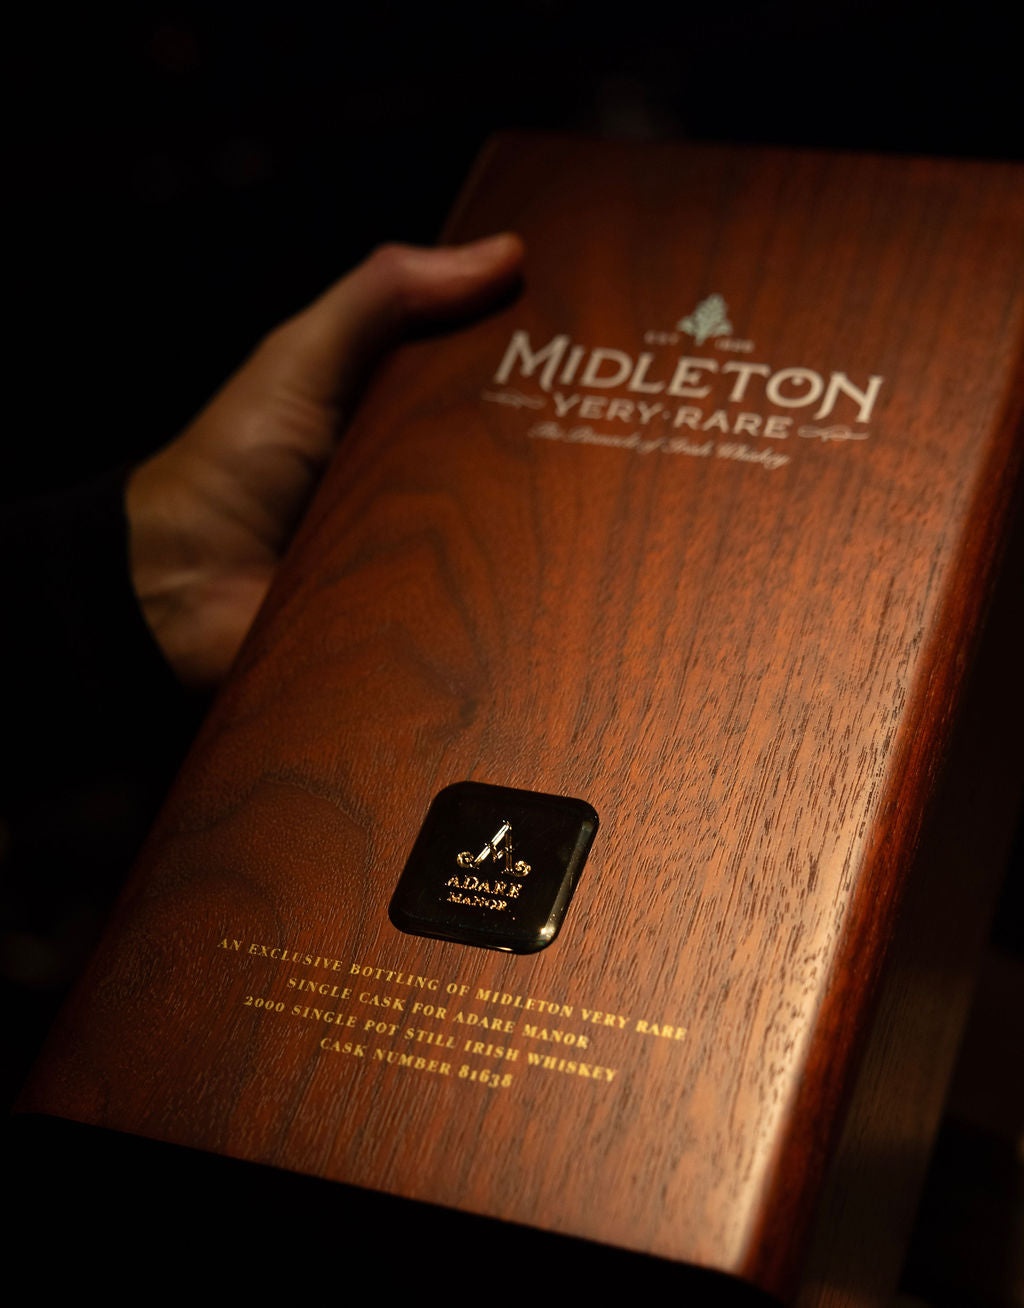 EST 1825
MIDLETON
VERY·RARE
The Pinnacle of Irish Whiskey
ADARE
MANOR
AN EXCLUSIVE BOTTLING OF MIDLETON VERY RARE
SINGLE CASK FOR ADARE MANOR
2000 SINGLE POT STILL IRISH WHISKEY
CASK NUMBER 81638